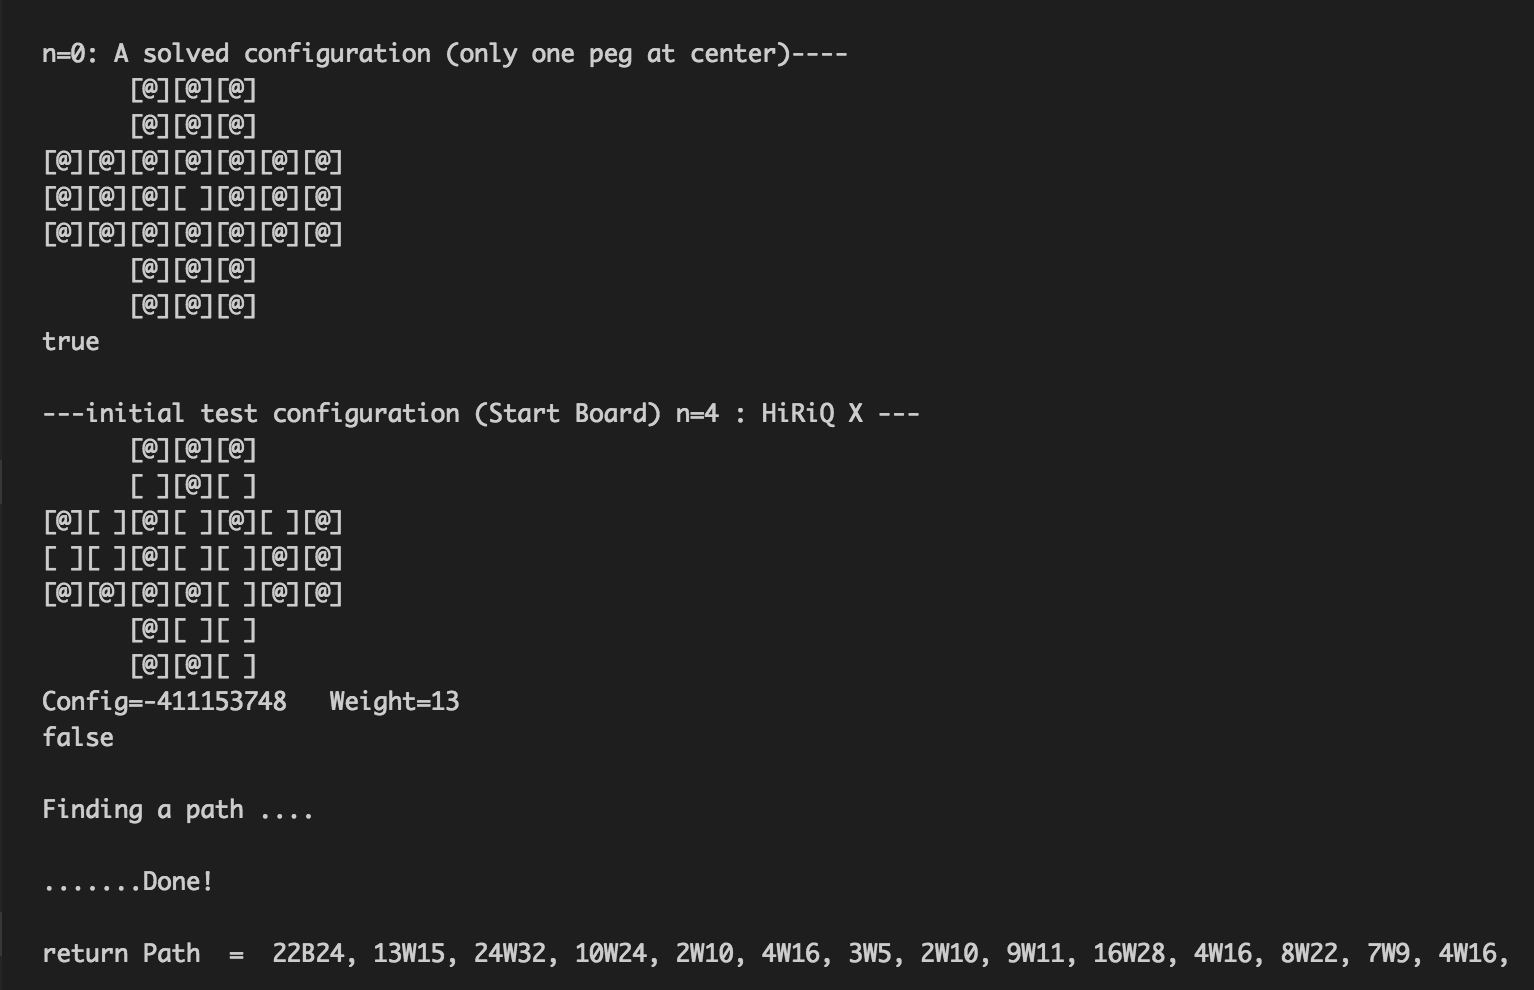 n=0: A solved configuration (only one peg at center)----
      [@][@][@]
      [@][@][@]
[@][@][@][@][@][@][@]
[@][@][@][ ][@][@][@]
[@][@][@][@][@][@][@]
      [@][@][@]
      [@][@][@]
true
---initial test configuration (Start Board) n=4 : HiRiQ X ---
      [@][@][@]
      [ ][@][ ]
[@][ ][@][ ][@][ ][@]
[ ][ ][@][ ][ ][@][@]
[@][@][@][@][ ][@][@]
      [@][ ][ ]
      [@][@][ ]
Config=-411153748   Weight=13
false
Finding a path ....
.......Done!
return Path  =  22B24, 13W15, 24W32, 10W24, 2W10, 4W16, 3W5, 2W10, 9W11, 16W28, 4W16, 8W22, 7W9, 4W16,